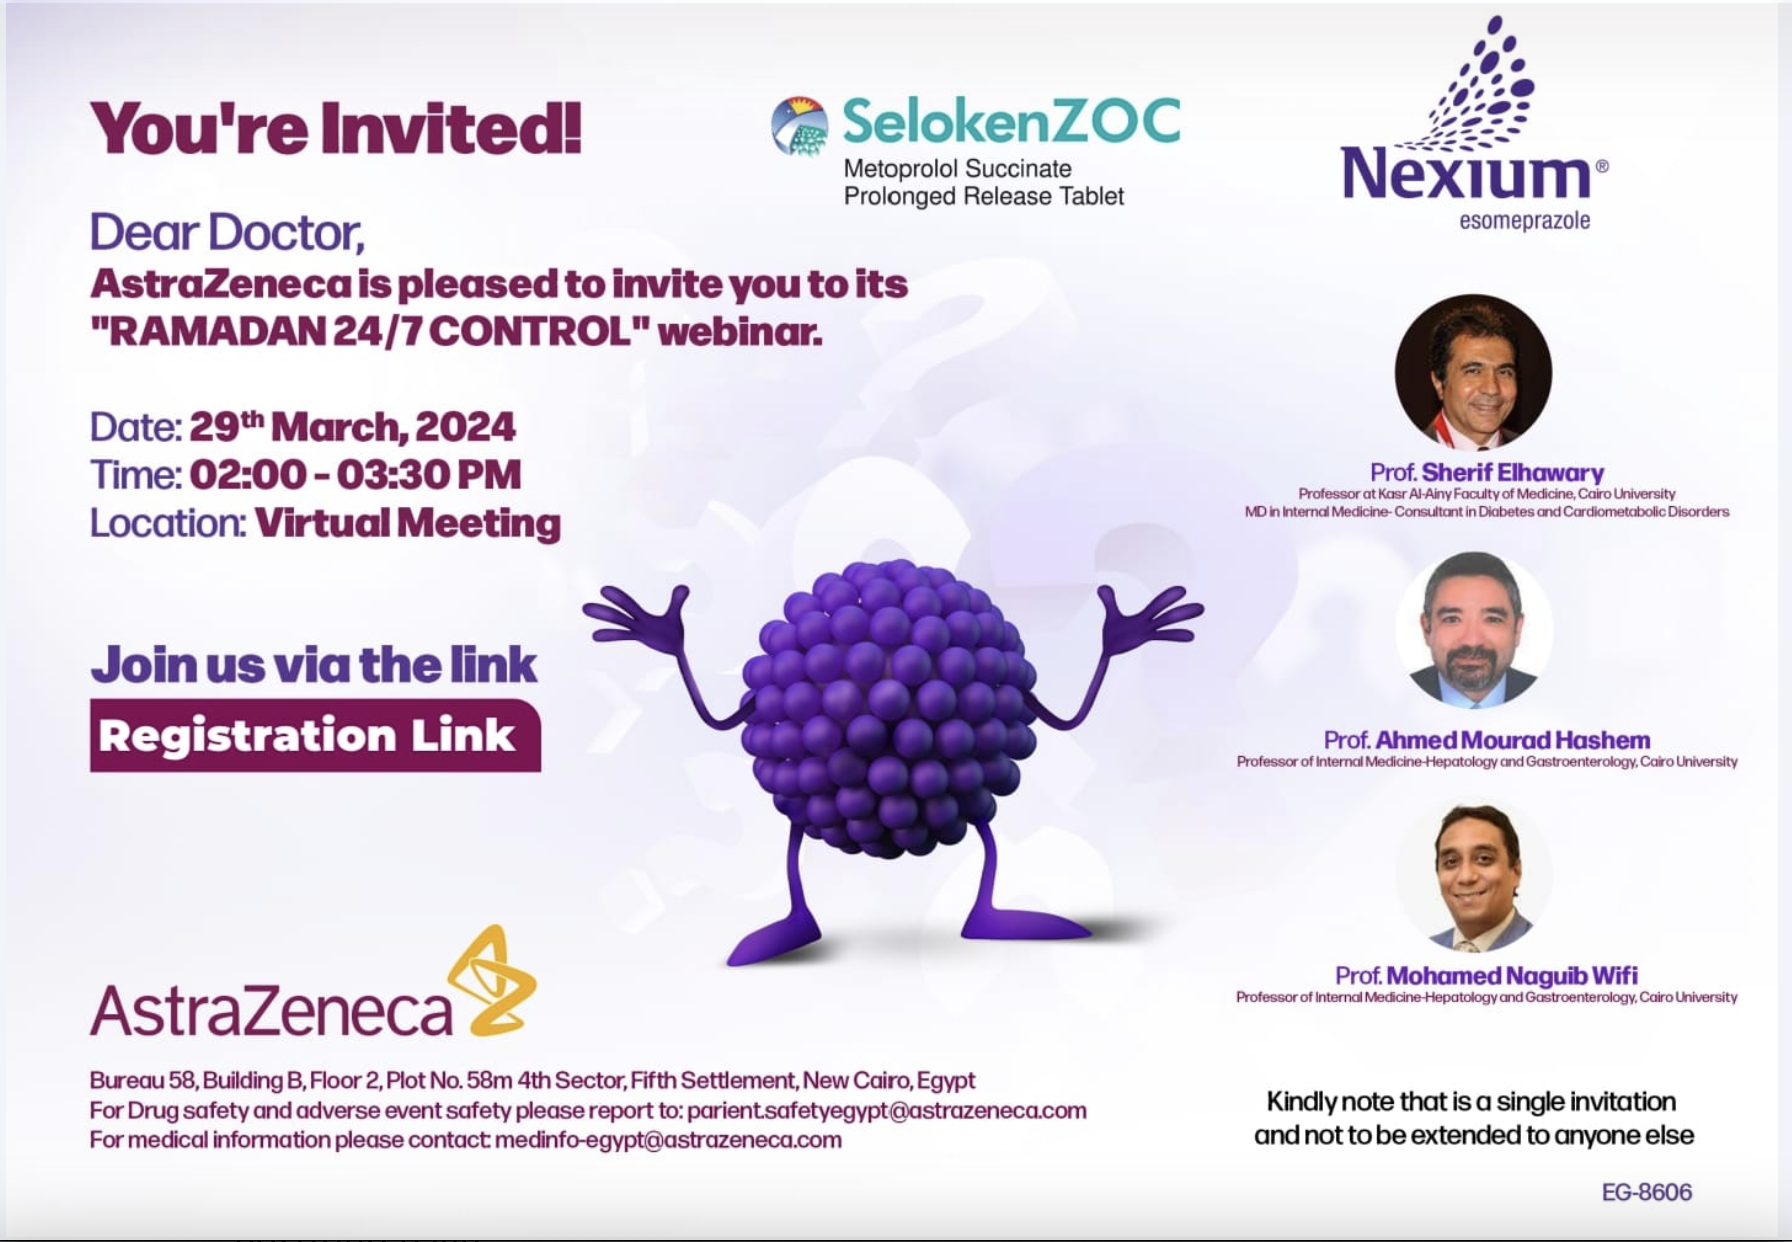 You're Invited!
SelokenZOC
Metoprolol Succinate
Prolonged Release Tablet
Nexium®
esomeprazole
Dear Doctor,
AstraZeneca is pleased to invite you to its
"RAMADAN 24/7 CONTROL" webinar.
Date: 29th March, 2024
Time: 02:00 - 03:30 PM
Location: Virtual Meeting
Join us via the link
Registration Link
Prof. Sherif Elhawary
Professor at Kasr Al-Ainy Faculty of Medicine, Cairo University
MD in Internal Medicine- Consultant in Diabetes and Cardiometabolic Disorders
Prof. Ahmed Mourad Hashem
Professor of Internal Medicine-Hepatology and Gastroenterology, Cairo University
Prof. Mohamed Naguib Wifi
Professor of Internal Medicine-Hepatology and Gastroenterology, Cairo University
AstraZeneca
Bureau 58, Building B, Floor 2, Plot No. 58m 4th Sector, Fifth Settlement, New Cairo, Egypt
For Drug safety and adverse event safety please report to: parient.safetyegypt@astrazeneca.com
For medical information please contact: medinfo-egypt@astrazeneca.com
Kindly note that is a single invitation
and not to be extended to anyone else
EG-8606